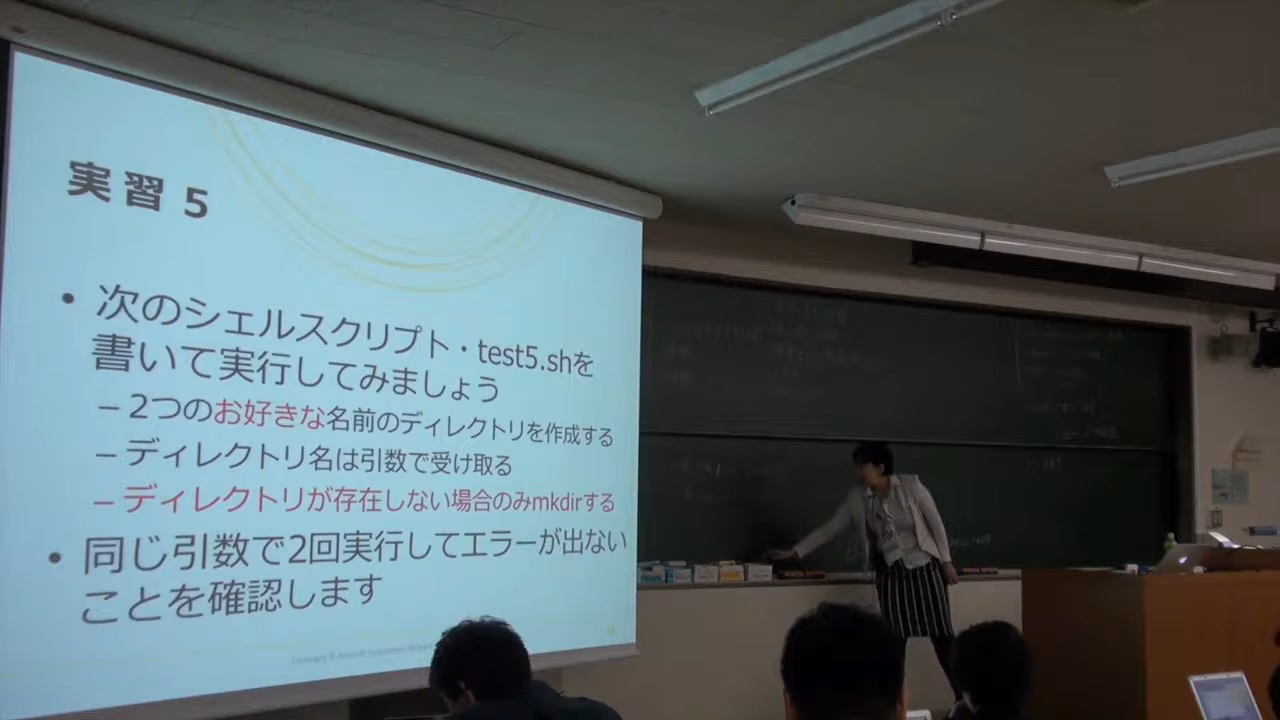 実習 5
• 次のシェルスクリプト・test5.shを
書いて実行してみましょう
– 2つのお好きな名前のディレクトリを作成する
– ディレクトリ名は引数で受け取る
– ディレクトリが存在しない場合のみmkdirする
• 同じ引数で2回実行してエラーが出ない
ことを確認します